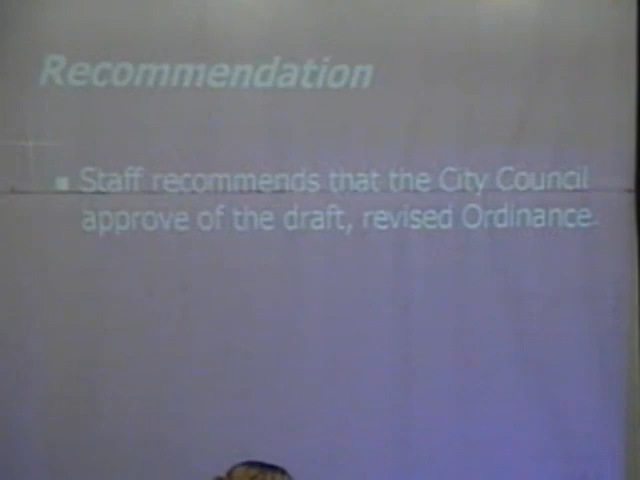 Recommendation
▪ Staff recommends that the City Council
approve of the draft, revised Ordinance.